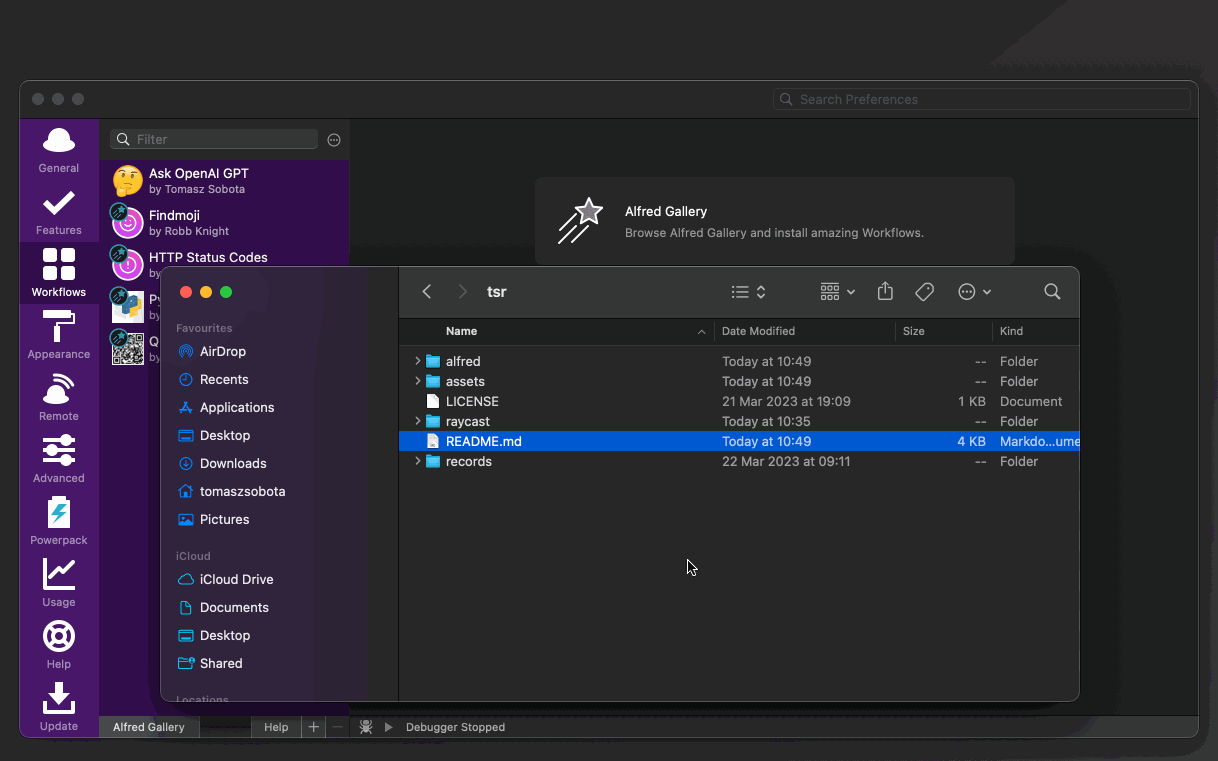 Search Preferences
General
Features
Workflows
Appearance
Remote
Advanced
Powerpack
Usage
Help
Update
Filter
Ask OpenAI GPT
by Tomasz Sobota
Findmoji
by Robb Knight
HTTP Status Codes
by
Py
by
Q
by
Alfred Gallery
Browse Alfred Gallery and install amazing Workflows.
tsr
Favourites
AirDrop
Recents
Applications
Desktop
Downloads
tomaszsobota
Pictures
iCloud
iCloud Drive
Documents
Desktop
Shared
Locations
Name Date Modified Size Kind
alfred Today at 10:49 -- Folder
assets Today at 10:49 -- Folder
LICENSE 21 Mar 2023 at 19:09 1 KB Document
raycast Today at 10:35 -- Folder
README.md Today at 10:49 4 KB Markdo...ume
records 22 Mar 2023 at 09:11 -- Folder
Alfred Gallery Help + − Debugger Stopped